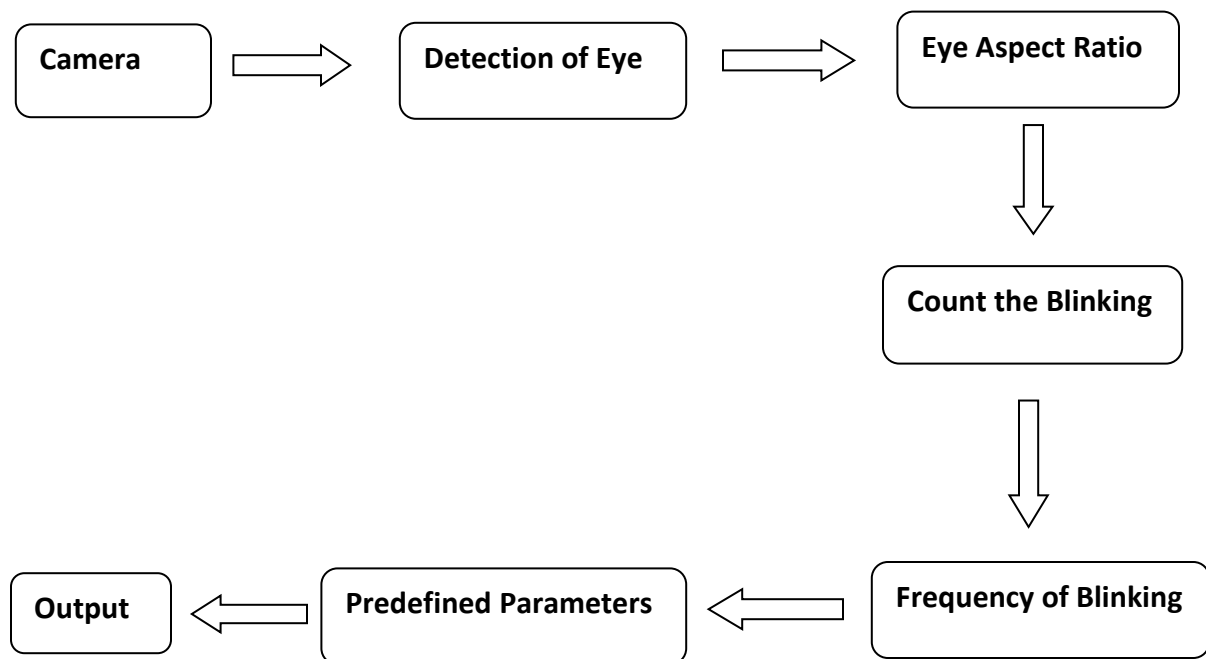 Camera
Detection of Eye
Eye Aspect Ratio
Count the Blinking
Frequency of Blinking
Predefined Parameters
Output